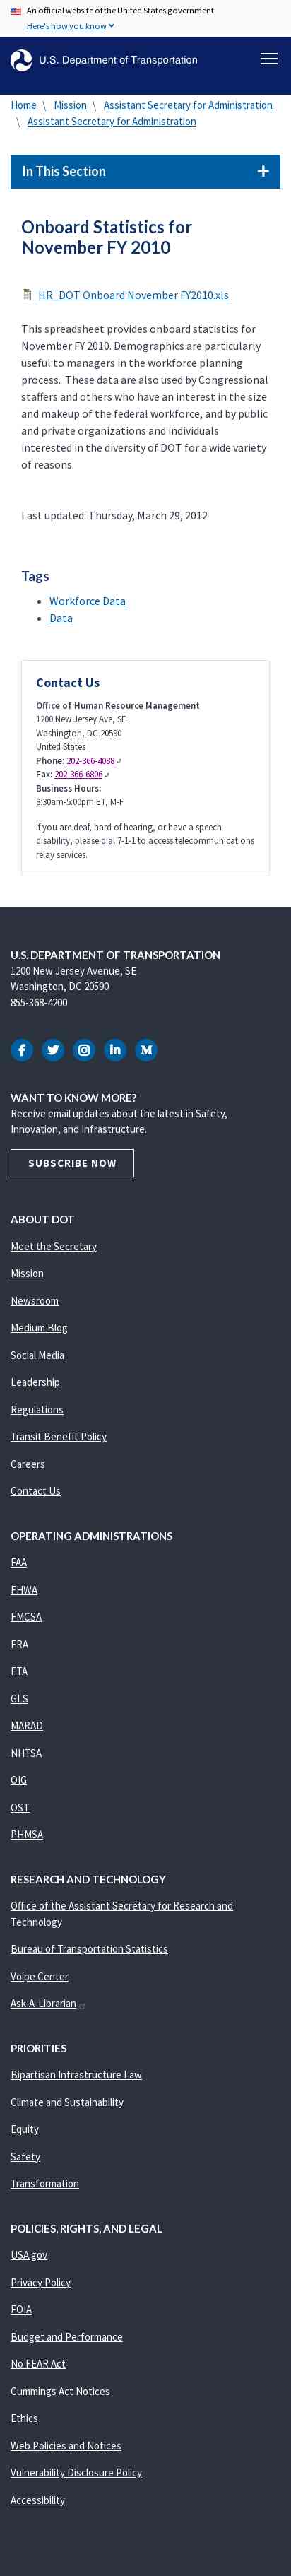 An official website of the United States government
Here's how you know
U.S. Department of Transportation
Home \ Mission \ Assistant Secretary for Administration
\ Assistant Secretary for Administration
In This Section
Onboard Statistics for
November FY 2010
HR_DOT Onboard November FY2010.xls
This spreadsheet provides onboard statistics for
November FY 10. Demographics are particularly
useful to managers in the workforce planning
process.  These data are also used by Congressional
staffers and others who have an interest in the size
and makeup of the federal workforce, and by public
and private organizations and individuals
interested in the diversity of DOT for a wide variety
of reasons.
Last updated: Thursday, March 29, 2012
Tags
Workforce Data
Data
Contact Us
Office of Human Resource Management
1200 New Jersey Ave, SE
Washington, DC 20590
United States
Phone: 202-366-4088
Fax: 202-366-6806
Business Hours:
8:30am-5:00pm ET, M-F
If you are deaf, hard of hearing, or have a speech
disability, please dial 7-1-1 to access telecommunications
relay services.
U.S. DEPARTMENT OF TRANSPORTATION
1200 New Jersey Avenue, SE
Washington, DC 20590
855-368-4200
WANT TO KNOW MORE?
Receive email updates about the latest in Safety,
Innovation, and Infrastructure.
SUBSCRIBE NOW
ABOUT DOT
Meet the Secretary
Mission
Newsroom
Medium Blog
Social Media
Leadership
Regulations
Transit Benefit Policy
Careers
Contact Us
OPERATING ADMINISTRATIONS
FAA
FHWA
FMCSA
FRA
FTA
GLS
MARAD
NHTSA
OIG
OST
PHMSA
RESEARCH AND TECHNOLOGY
Office of the Assistant Secretary for Research and
Technology
Bureau of Transportation Statistics
Volpe Center
Ask-A-Librarian
PRIORITIES
Bipartisan Infrastructure Law
Climate and Sustainability
Equity
Safety
Transformation
POLICIES, RIGHTS, AND LEGAL
USA.gov
Privacy Policy
FOIA
Budget and Performance
No FEAR Act
Cummings Act Notices
Ethics
Web Policies and Notices
Vulnerability Disclosure Policy
Accessibility